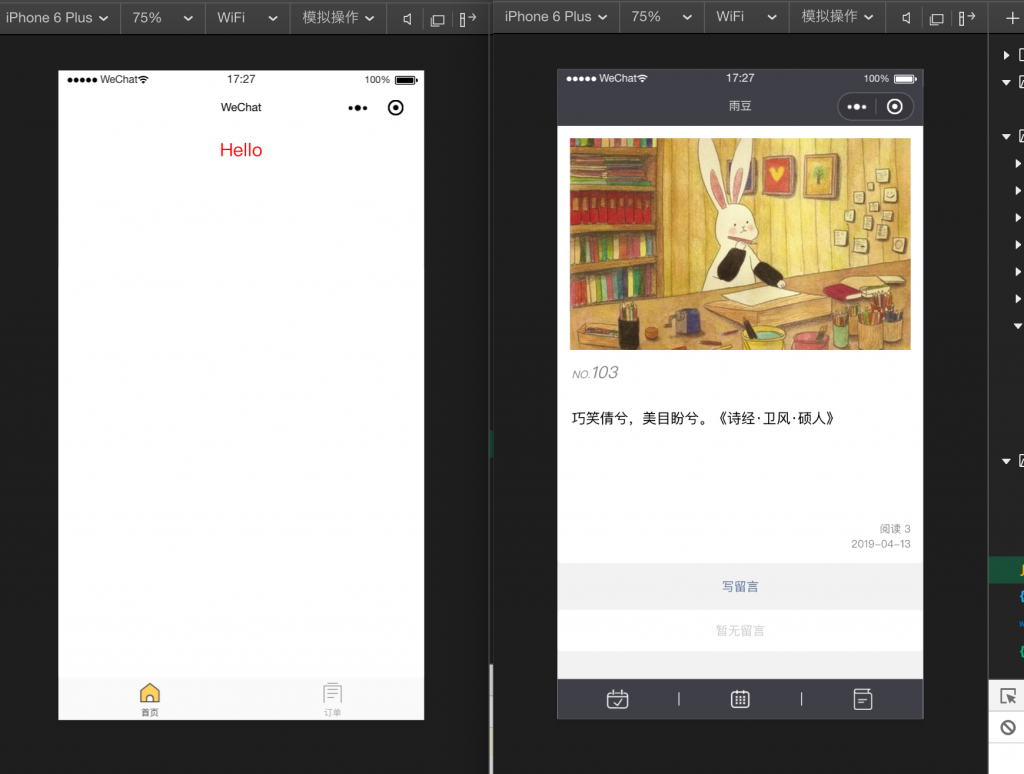 iPhone 6 Plus 75% WiFi 模拟操作
WeChat 17:27 100%
WeChat
Hello
首页 订单
iPhone 6 Plus 75% WiFi 模拟操作
WeChat 17:27 100%
雨豆
NO.103
巧笑倩兮，美目盼兮。《诗经·卫风·硕人》
阅读 3
2019-04-13
写留言
暂无留言